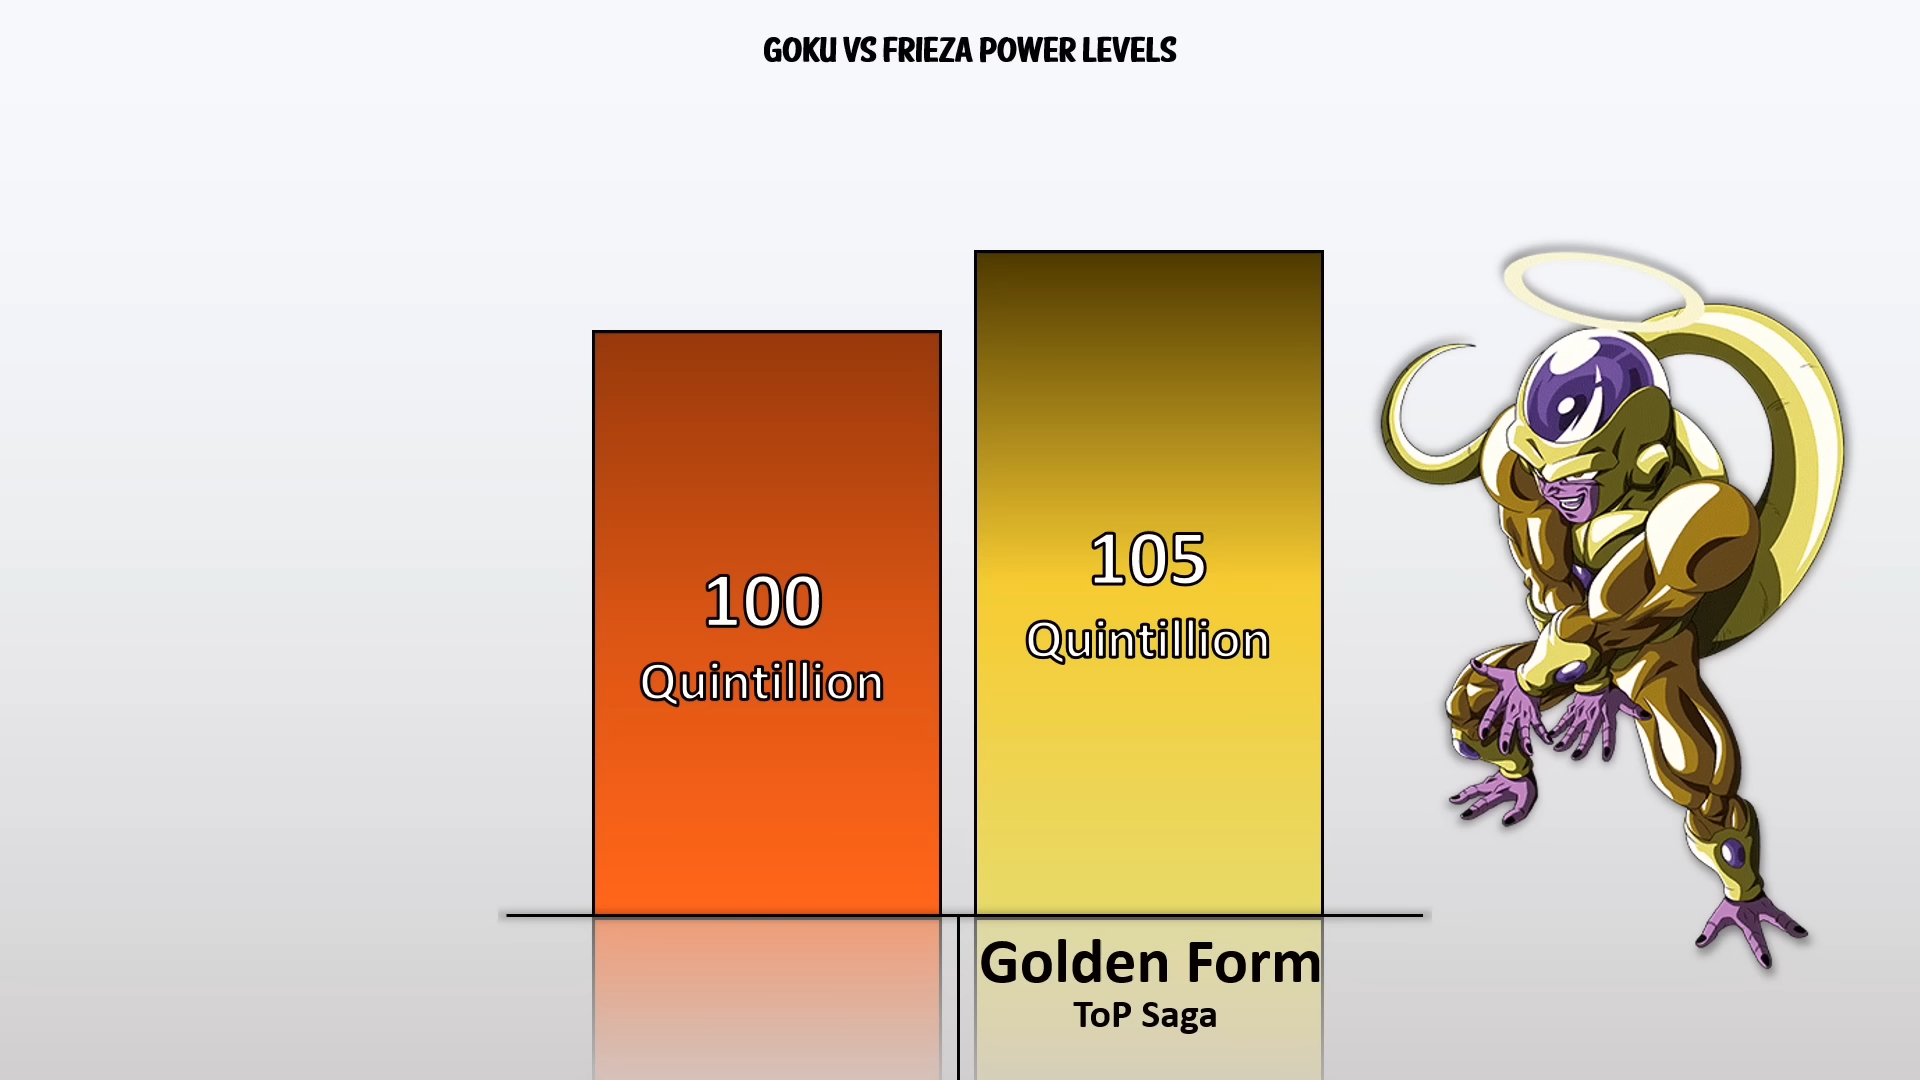 GOKU VS FRIEZA POWER LEVELS
100
Quintillion
105
Quintillion
Golden Form
ToP Saga